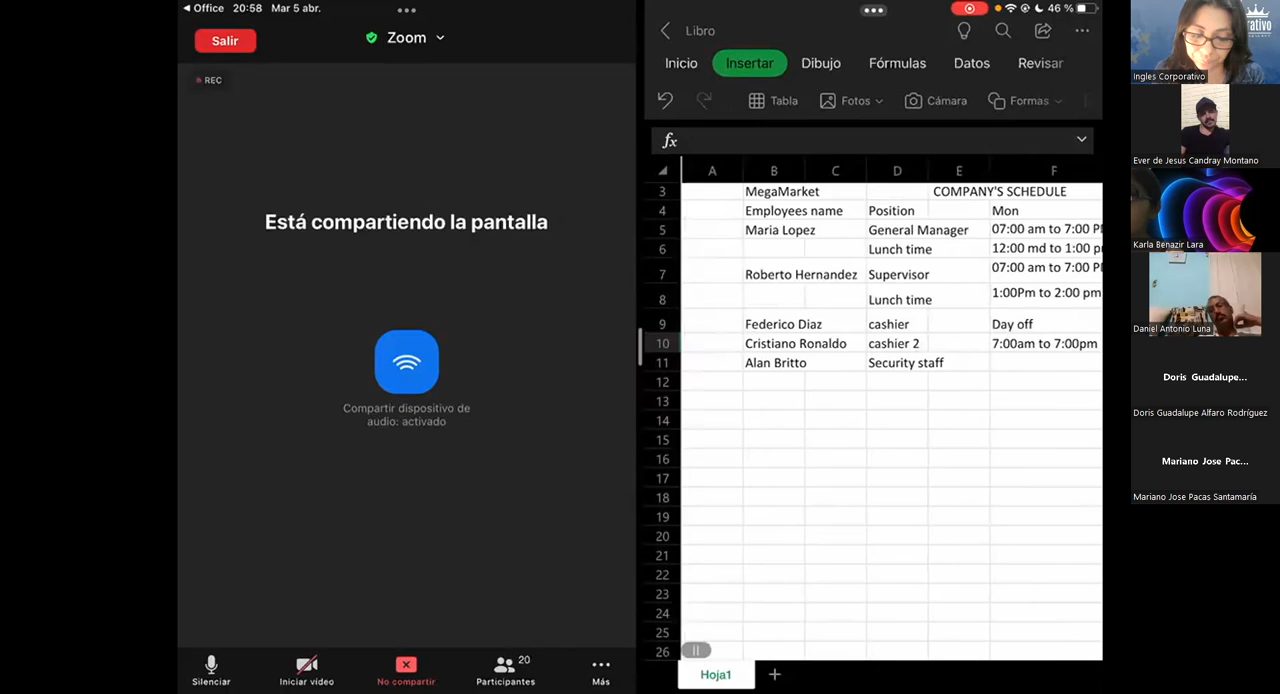 Office 20:58 Mar 5 abr.
Salir
Zoom
REC
Está compartiendo la pantalla
Compartir dispositivo de
audio: activado
Silenciar
Iniciar video
No compartir
Participantes
20
Más
46 %
Libro
Inicio Insertar Dibujo Fórmulas Datos Revisar
Tabla Fotos Cámara Formas
fx
A B C D E F
3 MegaMarket COMPANY'S SCHEDULE
4 Employees name Position Mon
5 Maria Lopez General Manager 07:00 am to 7:00 P
6 Lunch time 12:00 md to 1:00 p
7 Roberto Hernandez Supervisor 07:00 am to 7:00 P
8 Lunch time 1:00Pm to 2:00 pm
9 Federico Diaz cashier Day off
10 Cristiano Ronaldo cashier 2 7:00am to 7:00pm
11 Alan Britto Security staff
12
13
14
15
16
17
18
19
20
21
22
23
24
25
26
Hoja1
rativo
Ingles Corporativo
Ever de Jesus Candray Montano
Karla Benazir Lara
Daniel Antonio Luna
Doris Guadalupe...
Doris Guadalupe Alfaro Rodríguez
Mariano Jose Pac...
Mariano Jose Pacas Santamaría